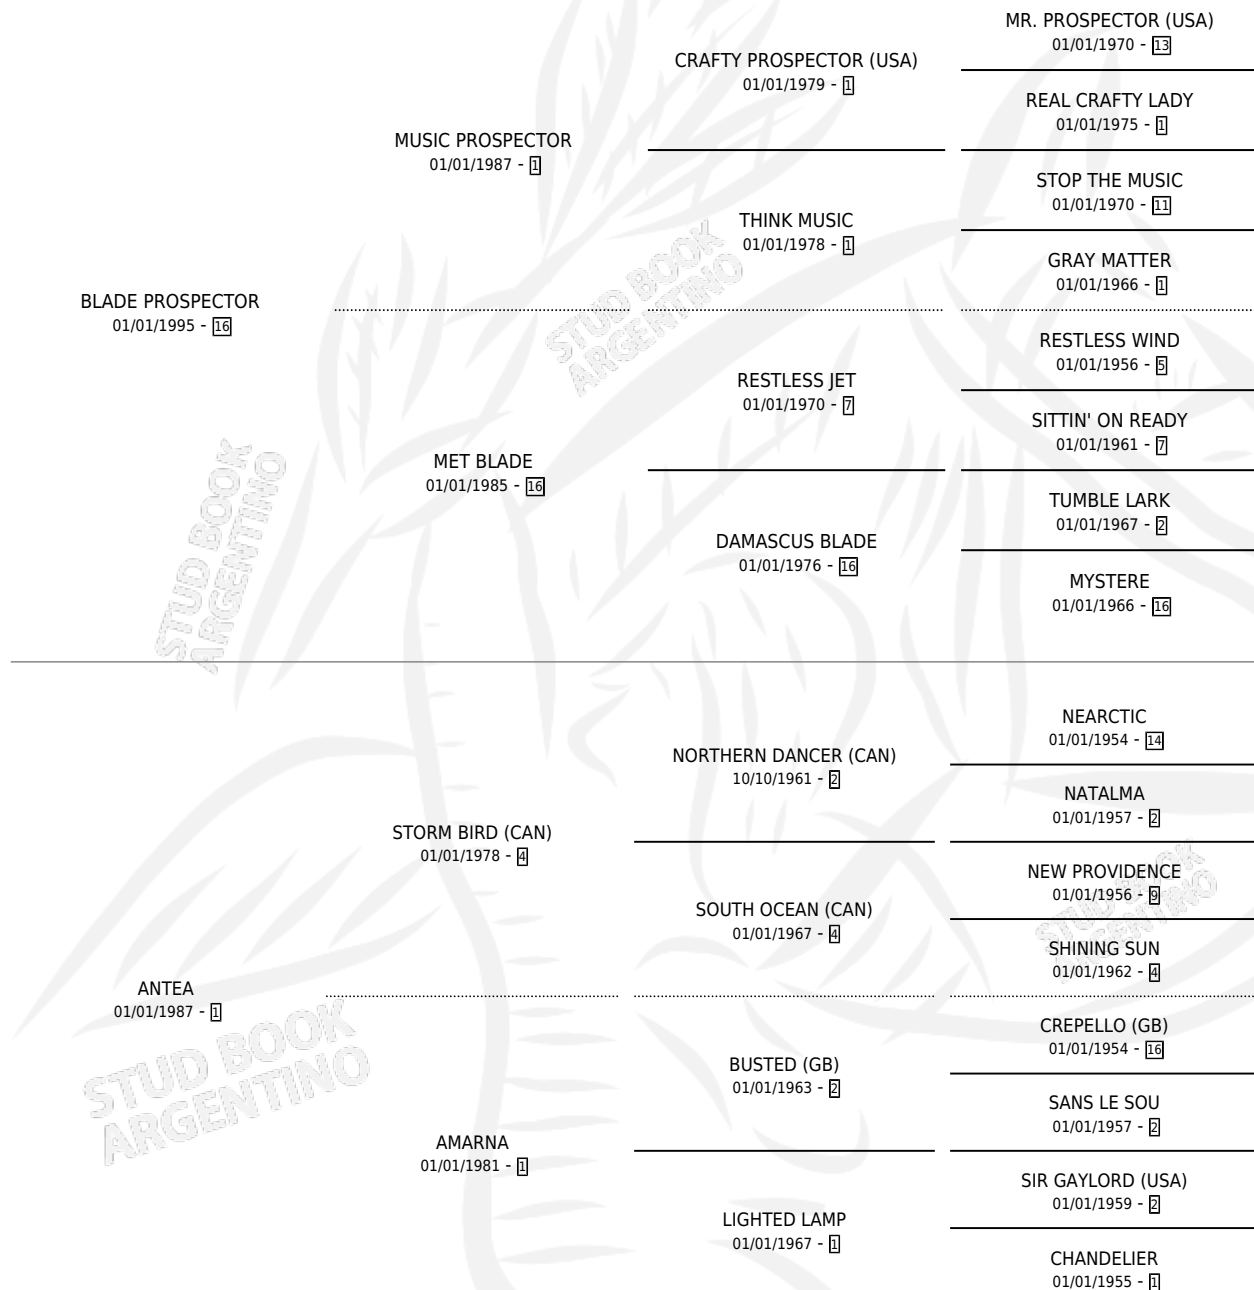 MR. PROSPECTOR (USA)
01/01/1970 - 13
CRAFTY PROSPECTOR (USA)
01/01/1979 - 1
REAL CRAFTY LADY
01/01/1975 - 1
MUSIC PROSPECTOR
01/01/1987 - 1
STOP THE MUSIC
01/01/1970 - 11
THINK MUSIC
01/01/1978 - 1
GRAY MATTER
01/01/1966 - 1
BLADE PROSPECTOR
01/01/1995 - 16
RESTLESS WIND
01/01/1956 - 5
RESTLESS JET
01/01/1970 - 7
SITTIN' ON READY
01/01/1961 - 7
MET BLADE
01/01/1985 - 16
TUMBLE LARK
01/01/1967 - 2
DAMASCUS BLADE
01/01/1976 - 16
MYSTERE
01/01/1966 - 16
NEARCTIC
01/01/1954 - 14
NORTHERN DANCER (CAN)
10/10/1961 - 2
NATALMA
01/01/1957 - 2
STORM BIRD (CAN)
01/01/1978 - 4
NEW PROVIDENCE
01/01/1956 - 9
SOUTH OCEAN (CAN)
01/01/1967 - 4
SHINING SUN
01/01/1962 - 4
ANTEA
01/01/1987 - 1
CREPELLO (GB)
01/01/1954 - 16
BUSTED (GB)
01/01/1963 - 2
SANS LE SOU
01/01/1957 - 2
AMARNA
01/01/1981 - 1
SIR GAYLORD (USA)
01/01/1959 - 2
LIGHTED LAMP
01/01/1967 - 1
CHANDELIER
01/01/1955 - 1
STUD BOOK
ARGENTINO
STUD BOOK
ARGENTINO
STUD BOOK
ARGENTINO
STUD BOOK
ARGENTINO